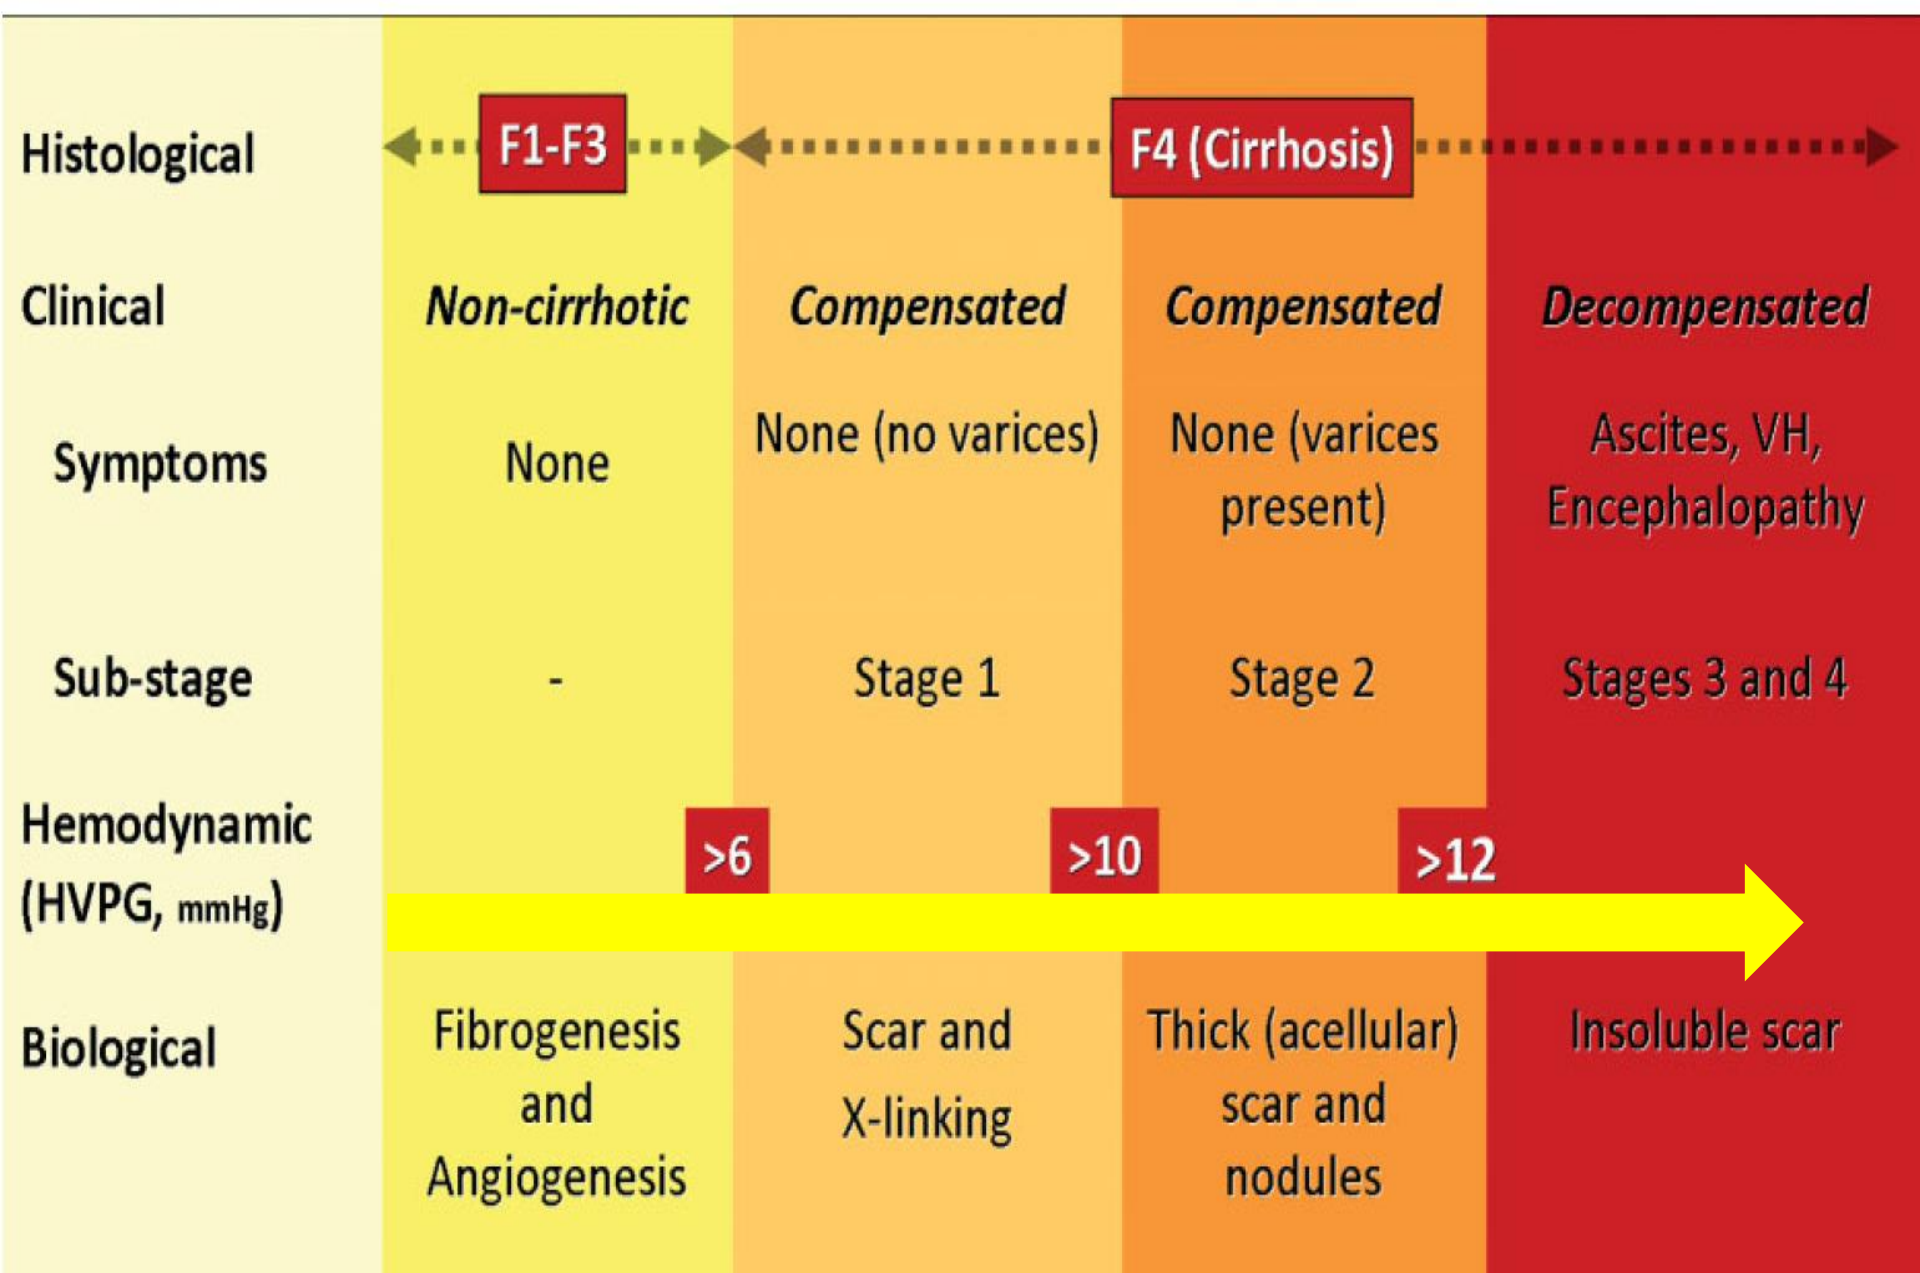 Histological F1-F3 F4 (Cirrhosis)
Clinical Non-cirrhotic Compensated Compensated Decompensated
Symptoms None None (no varices) None (varices present) Ascites, VH, Encephalopathy
Sub-stage - Stage 1 Stage 2 Stages 3 and 4
Hemodynamic
(HVPG, mmHg) >6 >10 >12
Biological
Fibrogenesis
and
Angiogenesis
Scar and
X-linking
Thick (acellular)
scar and
nodules
Insoluble scar